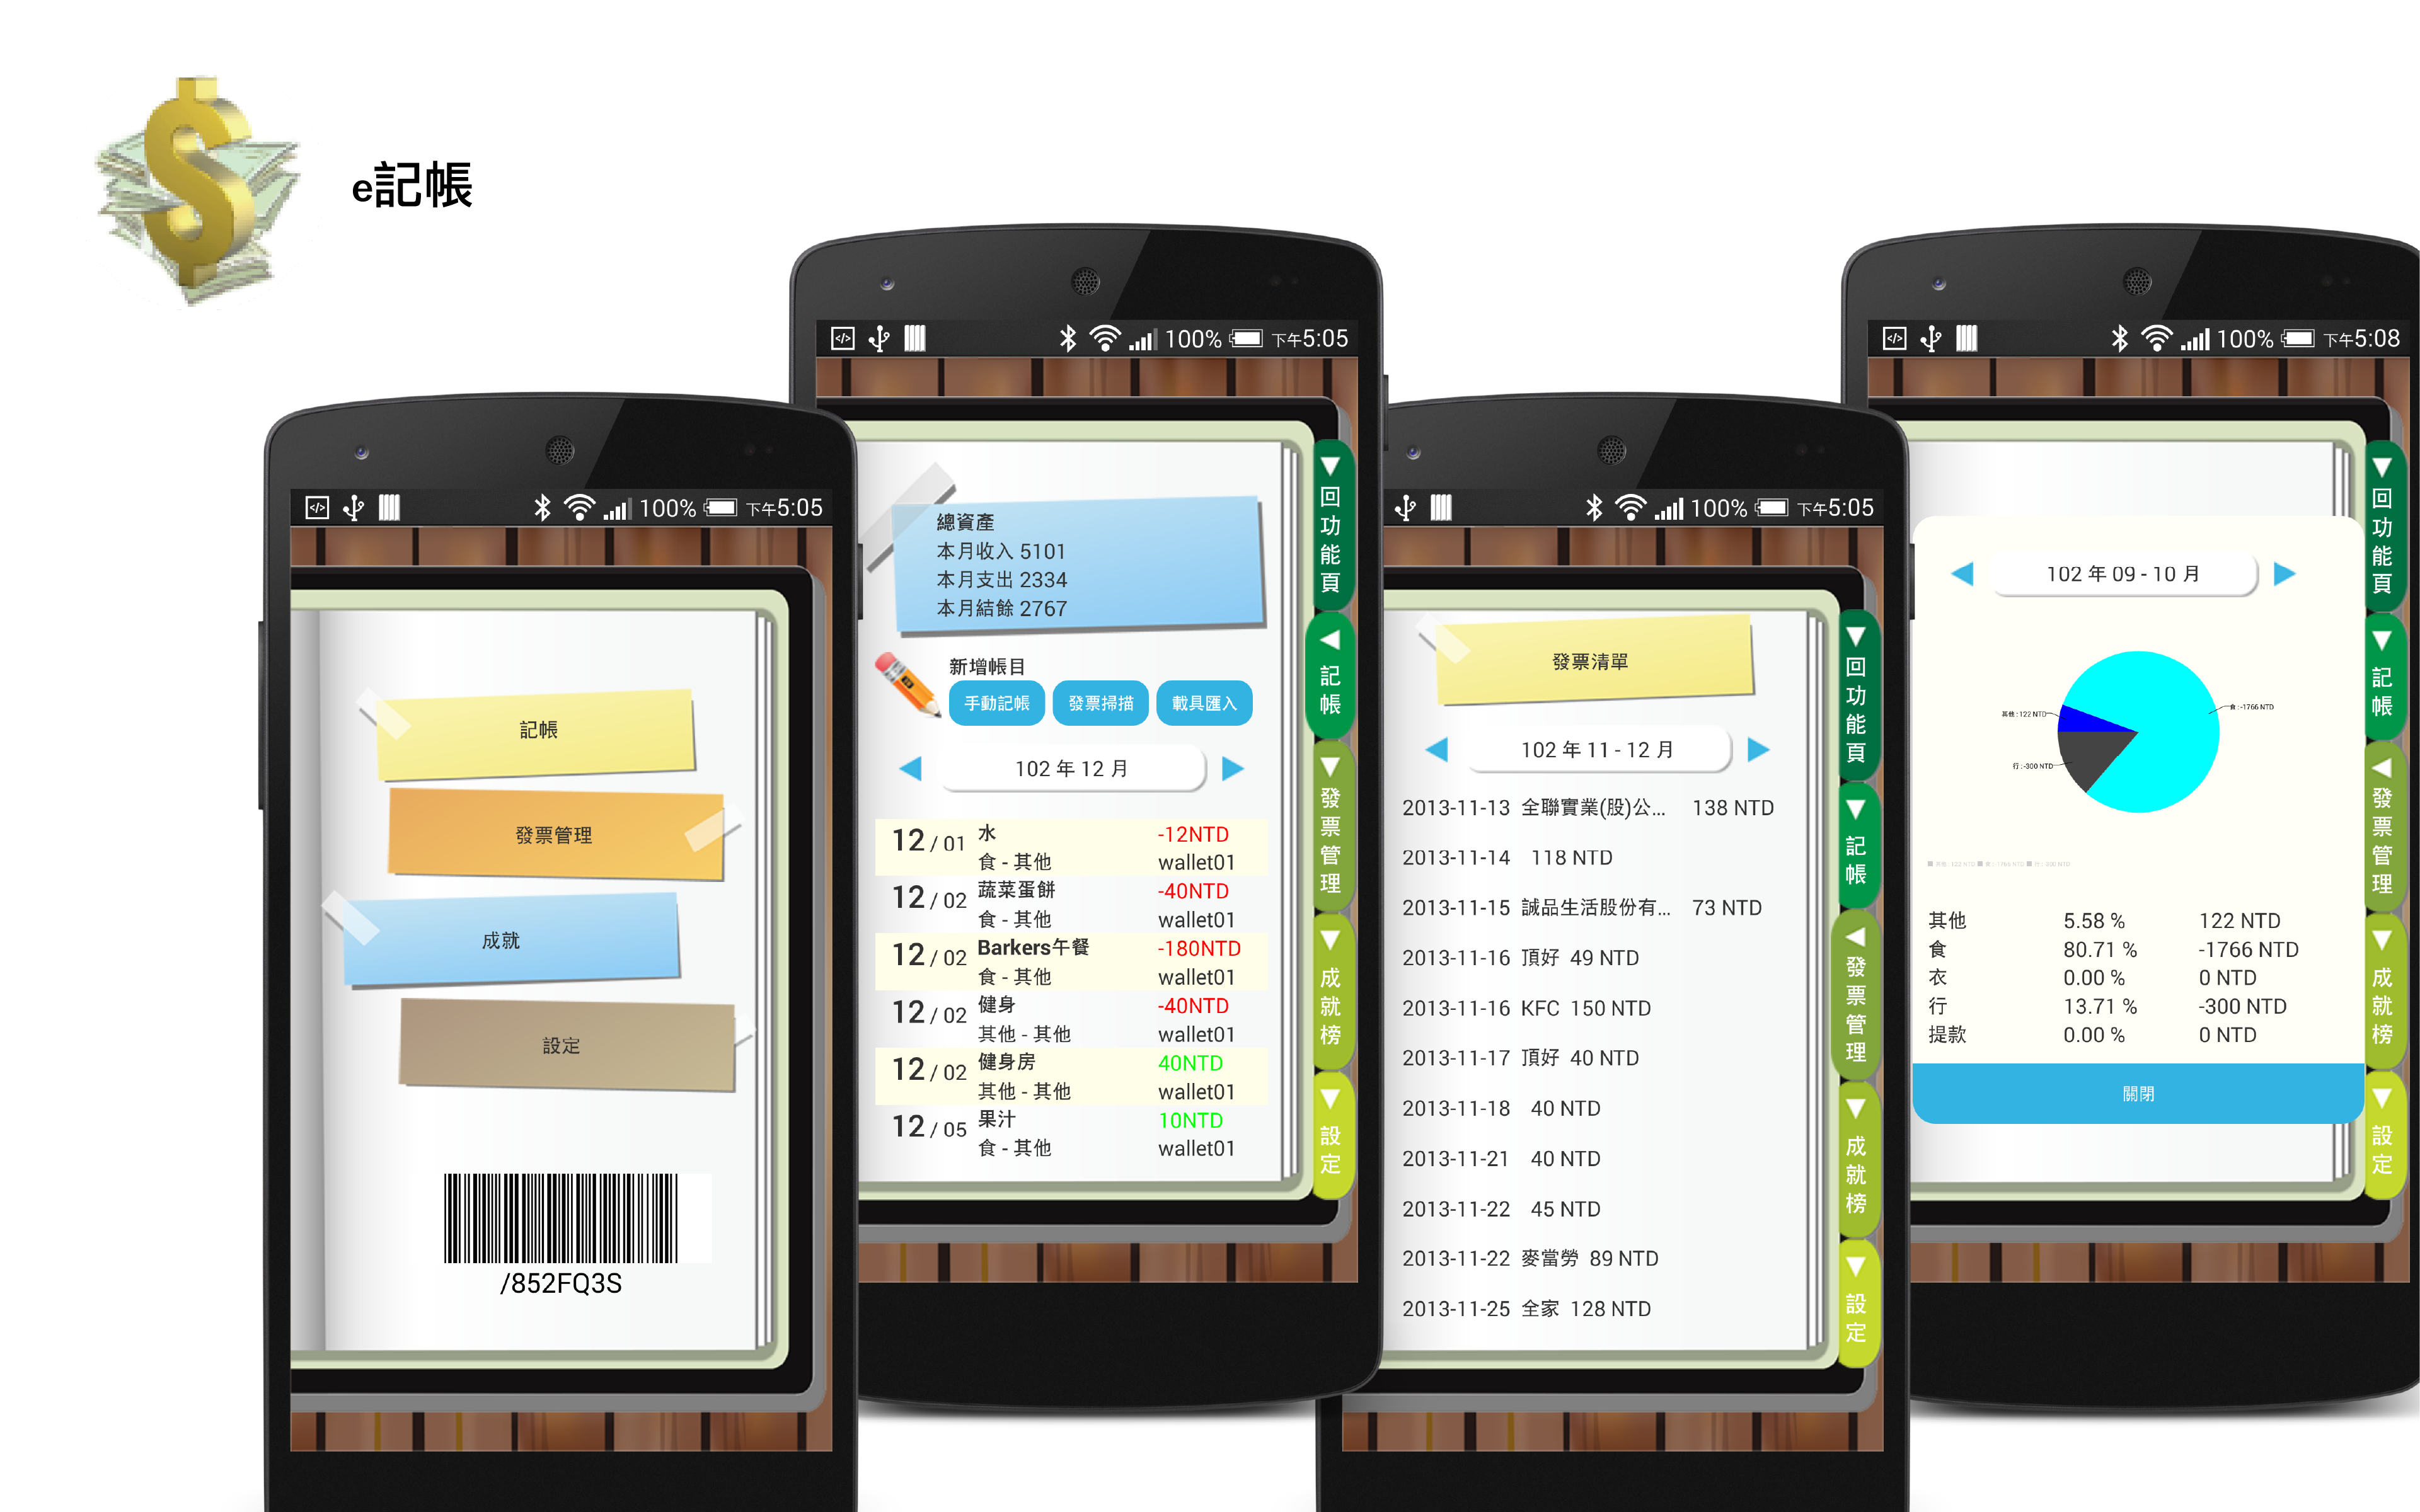 e記帳
下午5:05
100%
記帳
發票管理
成就
設定
/852FQ3S
100%
下午5:05
總資產
本月收入 5101
本月支出 2334
本月結餘 2767
新增帳目
手動記帳
發票掃描
載具匯入
102 年 12 月
12 / 01 水 -12NTD
食 - 其他 wallet01
12 / 02 蔬菜蛋餅 -40NTD
食 - 其他 wallet01
12 / 02 Barkers午餐 -180NTD
食 - 其他 wallet01
12 / 02 健身 -40NTD
其他 - 其他 wallet01
12 / 02 健身房 40NTD
其他 - 其他 wallet01
12 / 05 果汁 10NTD
食 - 其他 wallet01
回功能頁
記帳
發票管理
成就榜
設定
100%
下午5:05
發票清單
102 年 11 - 12 月
2013-11-13 全聯實業(股)公... 138 NTD
2013-11-14 118 NTD
2013-11-15 誠品生活股份有... 73 NTD
2013-11-16 頂好 49 NTD
2013-11-16 KFC 150 NTD
2013-11-17 頂好 40 NTD
2013-11-18 40 NTD
2013-11-21 40 NTD
2013-11-22 45 NTD
2013-11-22 麥當勞 89 NTD
2013-11-25 全家 128 NTD
回功能頁
記帳
發票管理
成就榜
設定
100%
下午5:08
102 年 09 - 10 月
食 : -1766 NTD
其他 : 122 NTD
行 : -300 NTD
其他 : 122 NTD 食 : -1766 NTD 行 : -300 NTD
其他 5.58 % 122 NTD
食 80.71 % -1766 NTD
衣 0.00 % 0 NTD
行 13.71 % -300 NTD
提款 0.00 % 0 NTD
關閉
回功能頁
記帳
發票管理
成就榜
設定